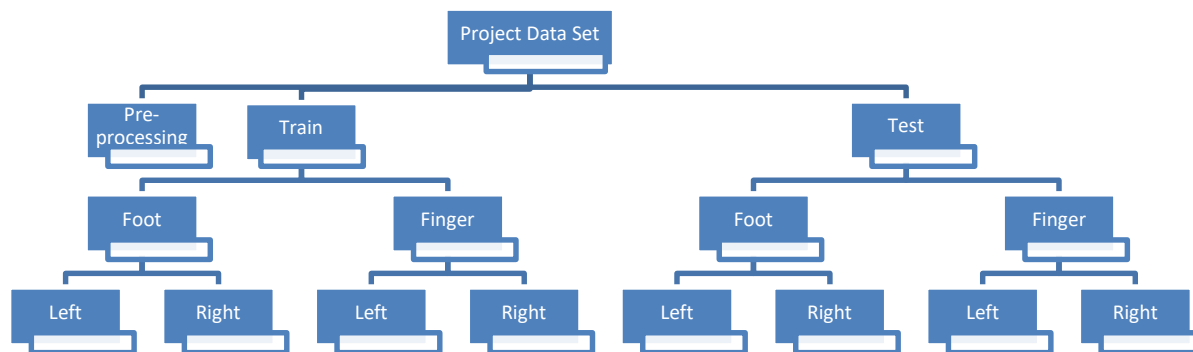 Project Data Set
Pre-
processing
Train
Test
Foot
Finger
Foot
Finger
Left
Right
Left
Right
Left
Right
Left
Right